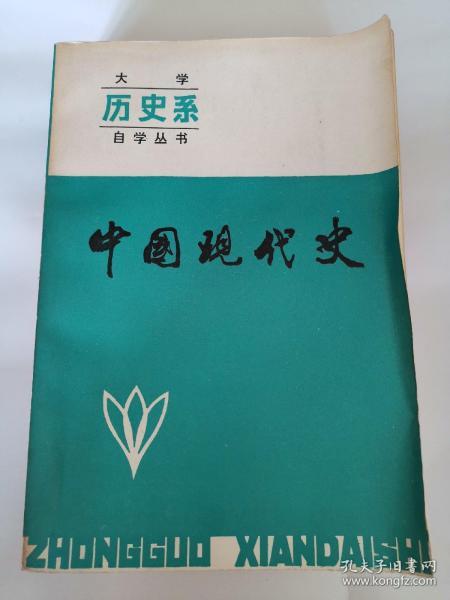 大 学
历史系
自学丛书
中国现代史
ZHONGGUO XIANDAISHI
孔夫子旧书网
www.kongfz.com